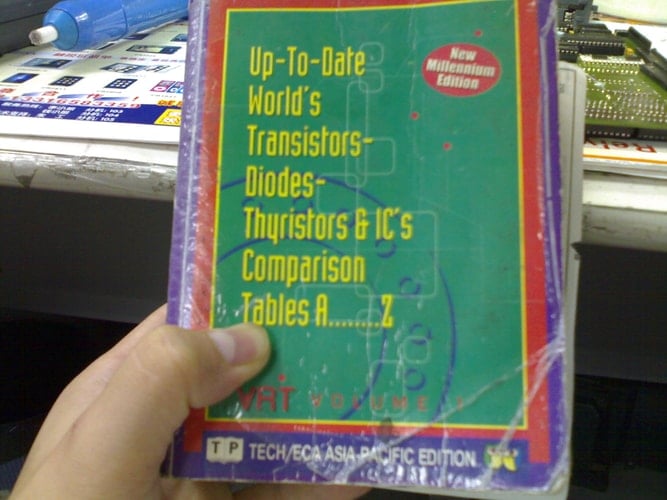 Up-To-Date
World's
Transistors-
Diodes-
Thyristors & IC's
Comparison
Tables A........Z
New
Millennium
Edition
VRT VOLUME 1
TP TECH/ECA ASIA-PACIFIC EDITION